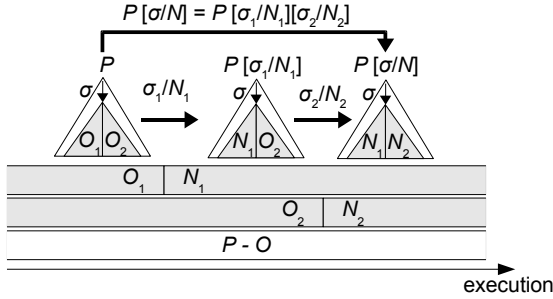 P [σ/N] = P [σ₁/N₁][σ₂/N₂]
P P [σ₁/N₁] P [σ/N]
σ σ₁/N₁ σ σ₂/N₂ σ
O₁ O₂ N₁ O₂ N₁ N₂
O₁ N₁
O₂ N₂
P - O
execution